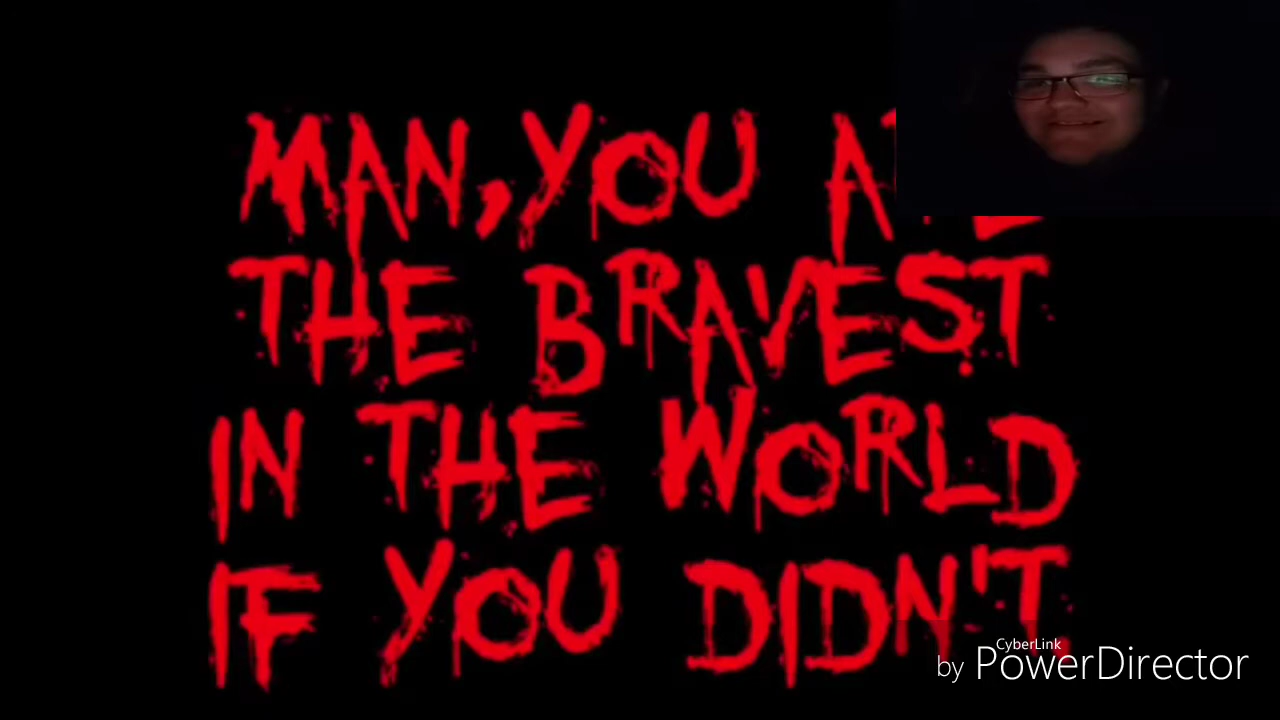 MAN,YOU
THE BRAVEST
IN THE WORLD
IF YOU DIDN'T.
CyberLink
by PowerDirector